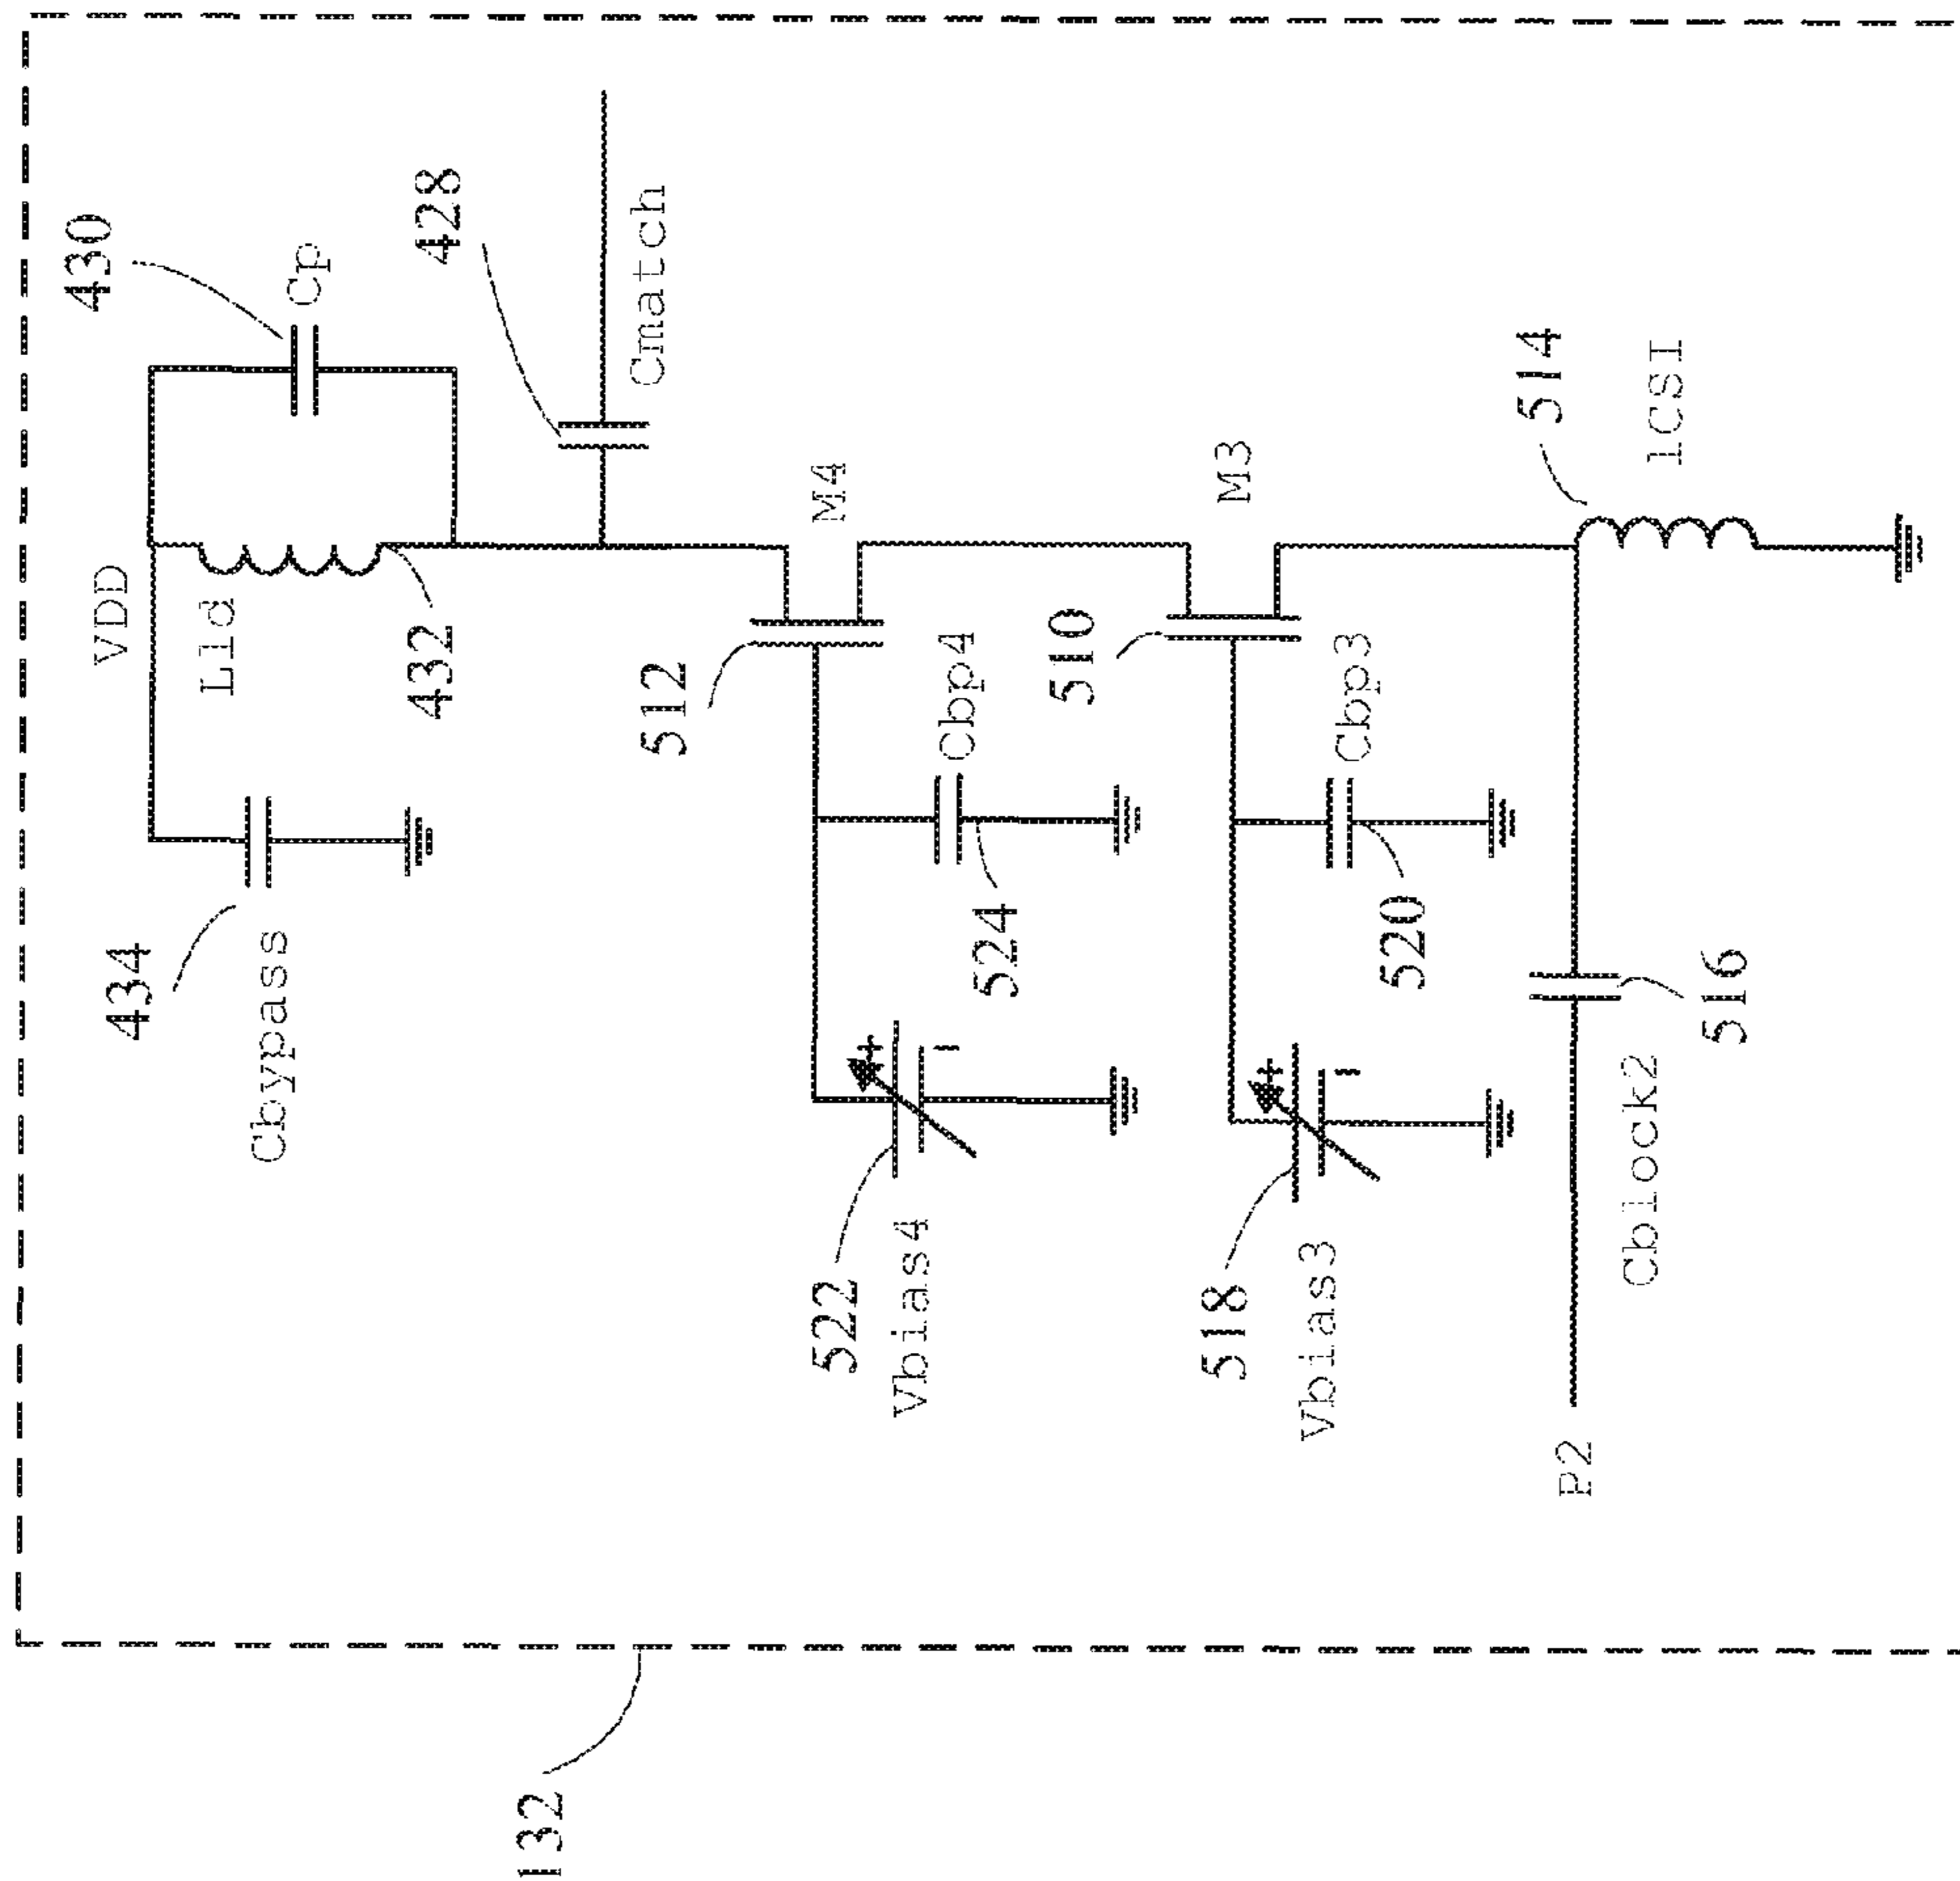 430
Cp
428
Cmatch
VDD
Lld
432
434
Cbypass
M4
512
Cbp4
524
522
Vbias4
M3
510
Cbp3
520
518
Vbias3
514
lCSI
516
Cblock2
P2
132